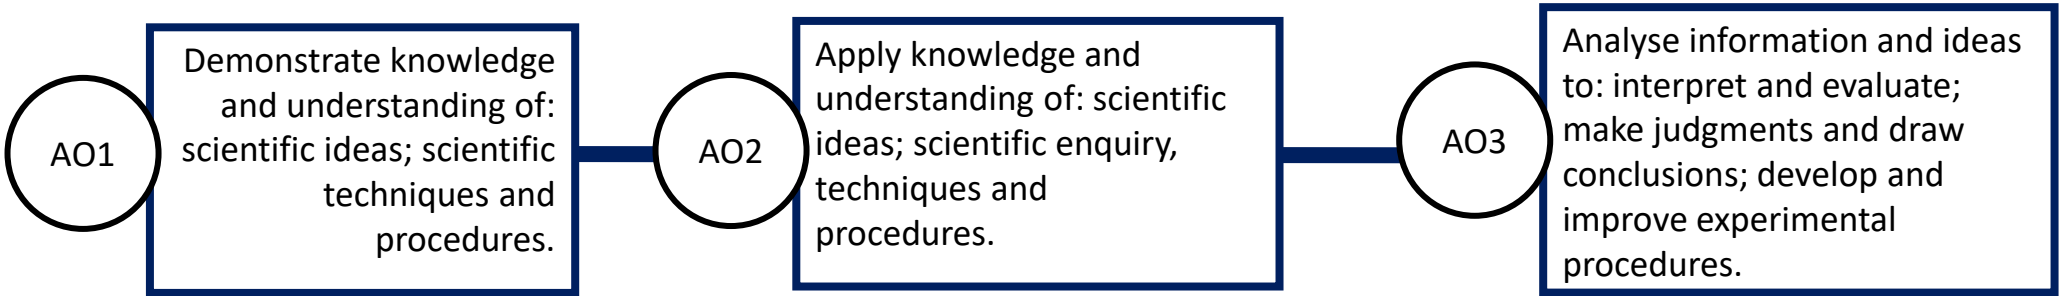 AO1
Demonstrate knowledge
and understanding of:
scientific ideas; scientific
techniques and
procedures.
AO2
Apply knowledge and
understanding of: scientific
ideas; scientific enquiry,
techniques and
procedures.
AO3
Analyse information and ideas
to: interpret and evaluate;
make judgments and draw
conclusions; develop and
improve experimental
procedures.